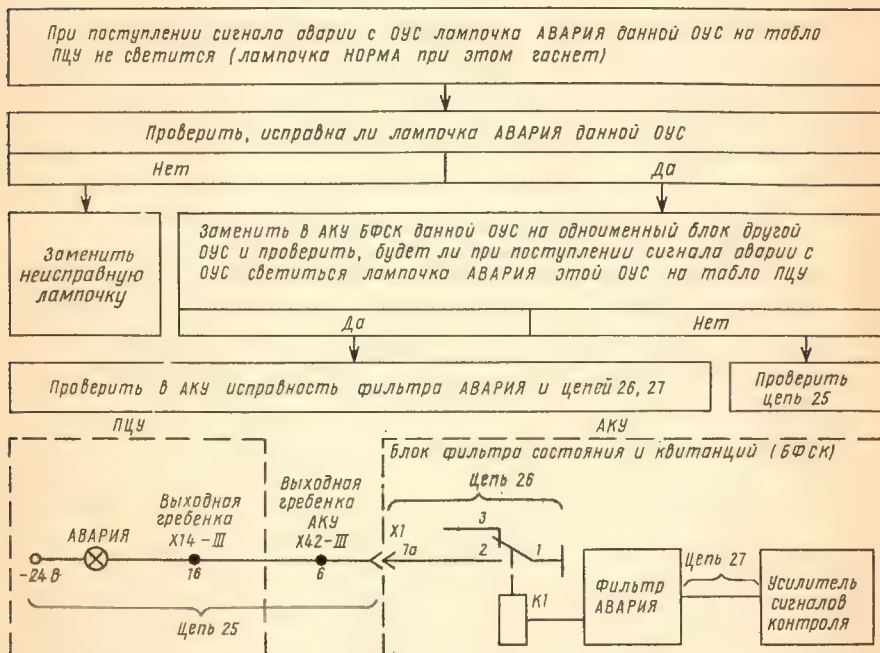 При поступлении сигнала аварии с ОУС лампочка АВАРИЯ данной ОУС на табло
ПЦУ не светится (лампочка НОРМА при этом гаснет)
Проверить, исправна ли лампочка АВАРИЯ данной ОУС
Нет
Да
Заменить
неисправную
лампочку
Заменить в АКУ БФСК данной ОУС на одноименный блок другой
ОУС и проверить, будет ли при поступлении сигнала аварии с
ОУС светиться лампочка АВАРИЯ этой ОУС на табло ПЦУ
Да
Нет
Проверить в АКУ исправность фильтра АВАРИЯ и цепей 26, 27
Проверить
цепь 25
ПЦУ
АКУ
Блок фильтра состояния и квитанций (БФСК)
Цепь 26
Выходная
гребенка
X14-III
Выходная
гребенка
АКУ
X42-III
АВАРИЯ
-24 В
16
6
X1
7а
3
2
1
К1
Фильтр
АВАРИЯ
Цепь 27
Усилитель
сигналов
контроля
Цепь 25